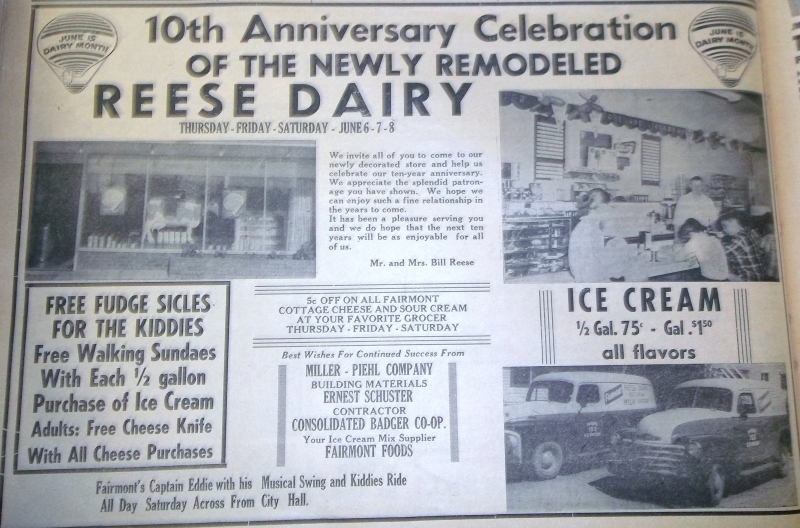 JUNE IS
DAIRY MONTH
10th Anniversary Celebration
JUNE IS
DAIRY MONTH
OF THE NEWLY REMODELED
REESE DAIRY
THURSDAY - FRIDAY - SATURDAY - JUNE 6 - 7 - 8
We invite all of you to come to our
newly decorated store and help us
celebrate our ten-year anniversary.
We appreciate the splendid patron-
age you have shown. We hope we
can enjoy such a fine relationship in
the years to come.
It has been a pleasure serving you
and we do hope that the next ten
years will be as enjoyable for all
of us.
Mr. and Mrs. Bill Reese
FREE FUDGE SICLES
FOR THE KIDDIES
Free Walking Sundaes
With Each ½ gallon
Purchase of Ice Cream
Adults: Free Cheese Knife
With All Cheese Purchases
5c OFF ON ALL FAIRMONT
COTTAGE CHEESE AND SOUR CREAM
AT YOUR FAVORITE GROCER
THURSDAY - FRIDAY - SATURDAY
Best Wishes For Continued Success From
MILLER - PIEHL COMPANY
BUILDING MATERIALS
ERNEST SCHUSTER
CONTRACTOR
CONSOLIDATED BADGER CO-OP.
Your Ice Cream Mix Supplier
FAIRMONT FOODS
ICE CREAM
½ Gal. 75c - Gal. $1.50
all flavors
Fairmont's Captain Eddie with his Musical Swing and Kiddies Ride
All Day Saturday Across From City Hall.